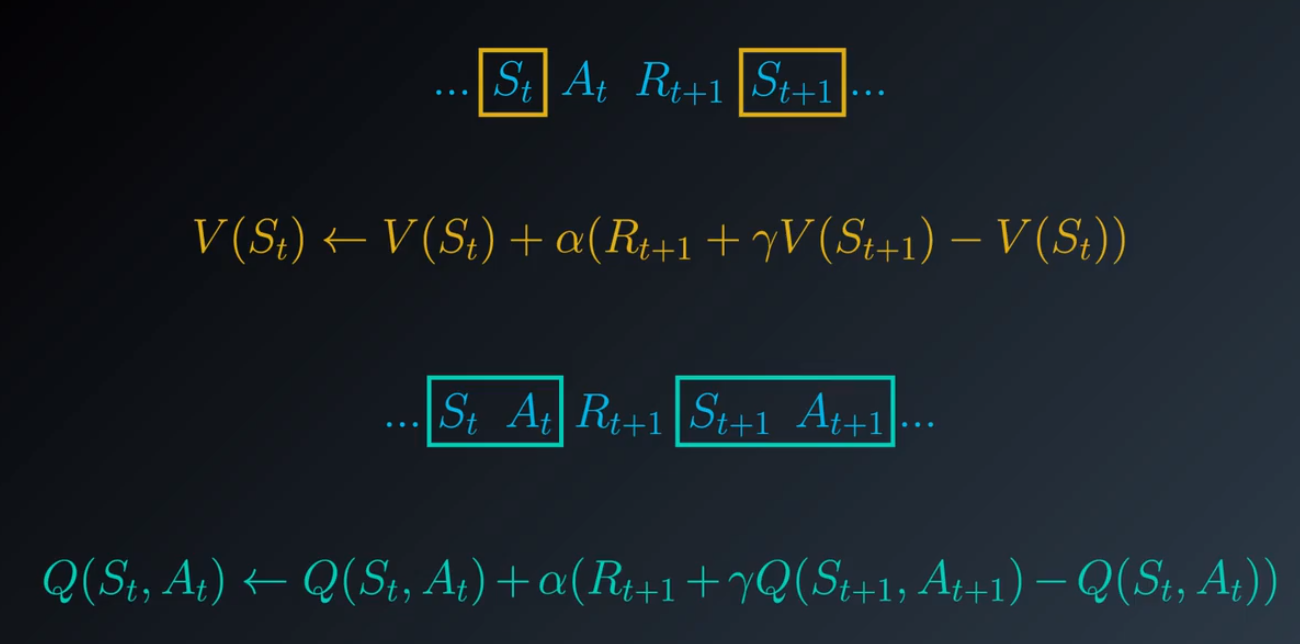 ... S_t A_t R_{t+1} S_{t+1} ...
V(S_t) ← V(S_t) + α(R_{t+1} + γV(S_{t+1}) − V(S_t))
... S_t A_t R_{t+1} S_{t+1} A_{t+1} ...
Q(S_t, A_t) ← Q(S_t, A_t) + α(R_{t+1} + γQ(S_{t+1}, A_{t+1}) − Q(S_t, A_t))